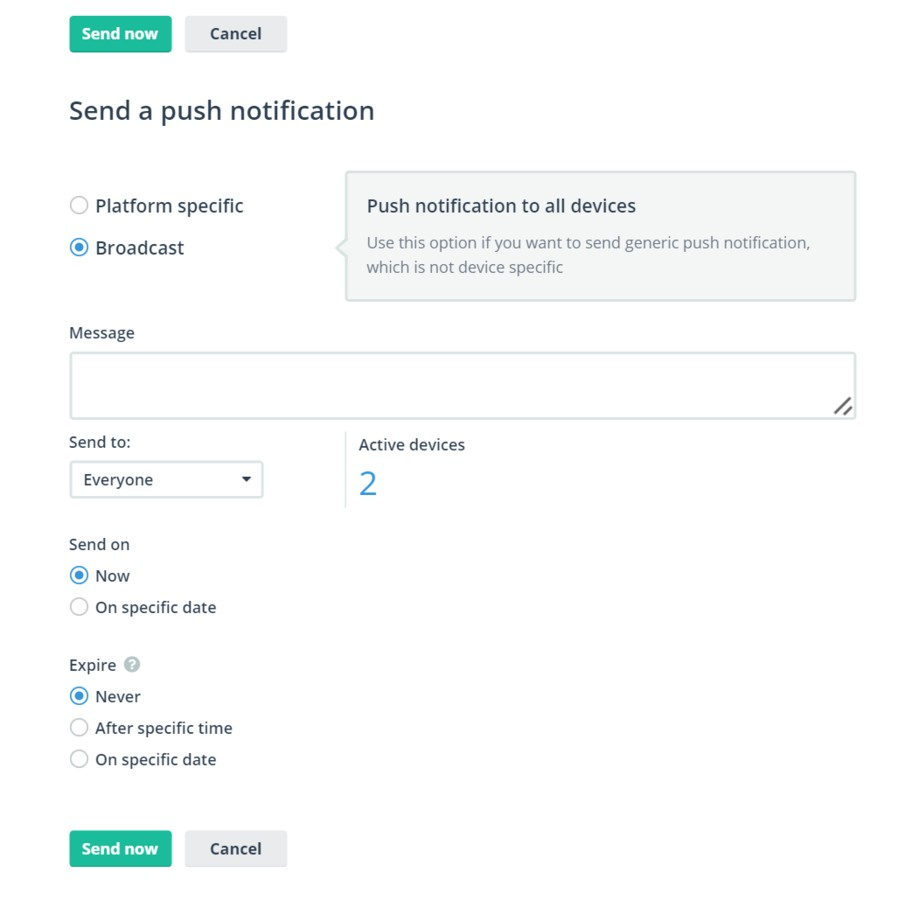 Send now Cancel
Send a push notification
Platform specific
Broadcast
Push notification to all devices
Use this option if you want to send generic push notification,
which is not device specific
Message
Send to:
Everyone
Active devices
2
Send on
Now
On specific date
Expire ?
Never
After specific time
On specific date
Send now Cancel